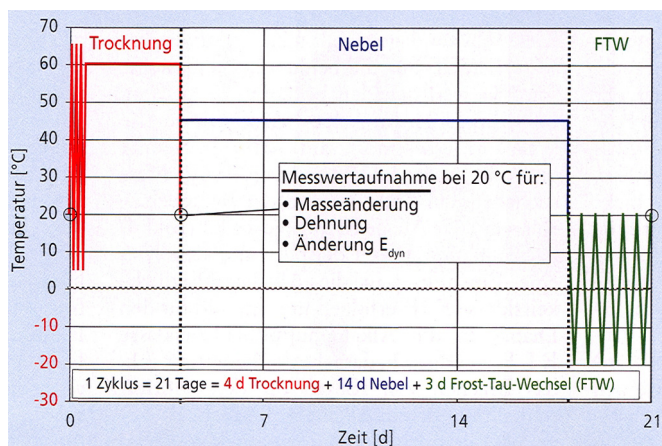 Trocknung
Nebel
FTW
70
60
50
40
30
20
10
0
-10
-20
-30
Temperatur [°C]
Messwertaufnahme bei 20 °C für:
• Masseänderung
• Dehnung
• Änderung E_dyn
1 Zyklus = 21 Tage = 4 d Trocknung + 14 d Nebel + 3 d Frost-Tau-Wechsel (FTW)
0
7
14
21
Zeit [d]